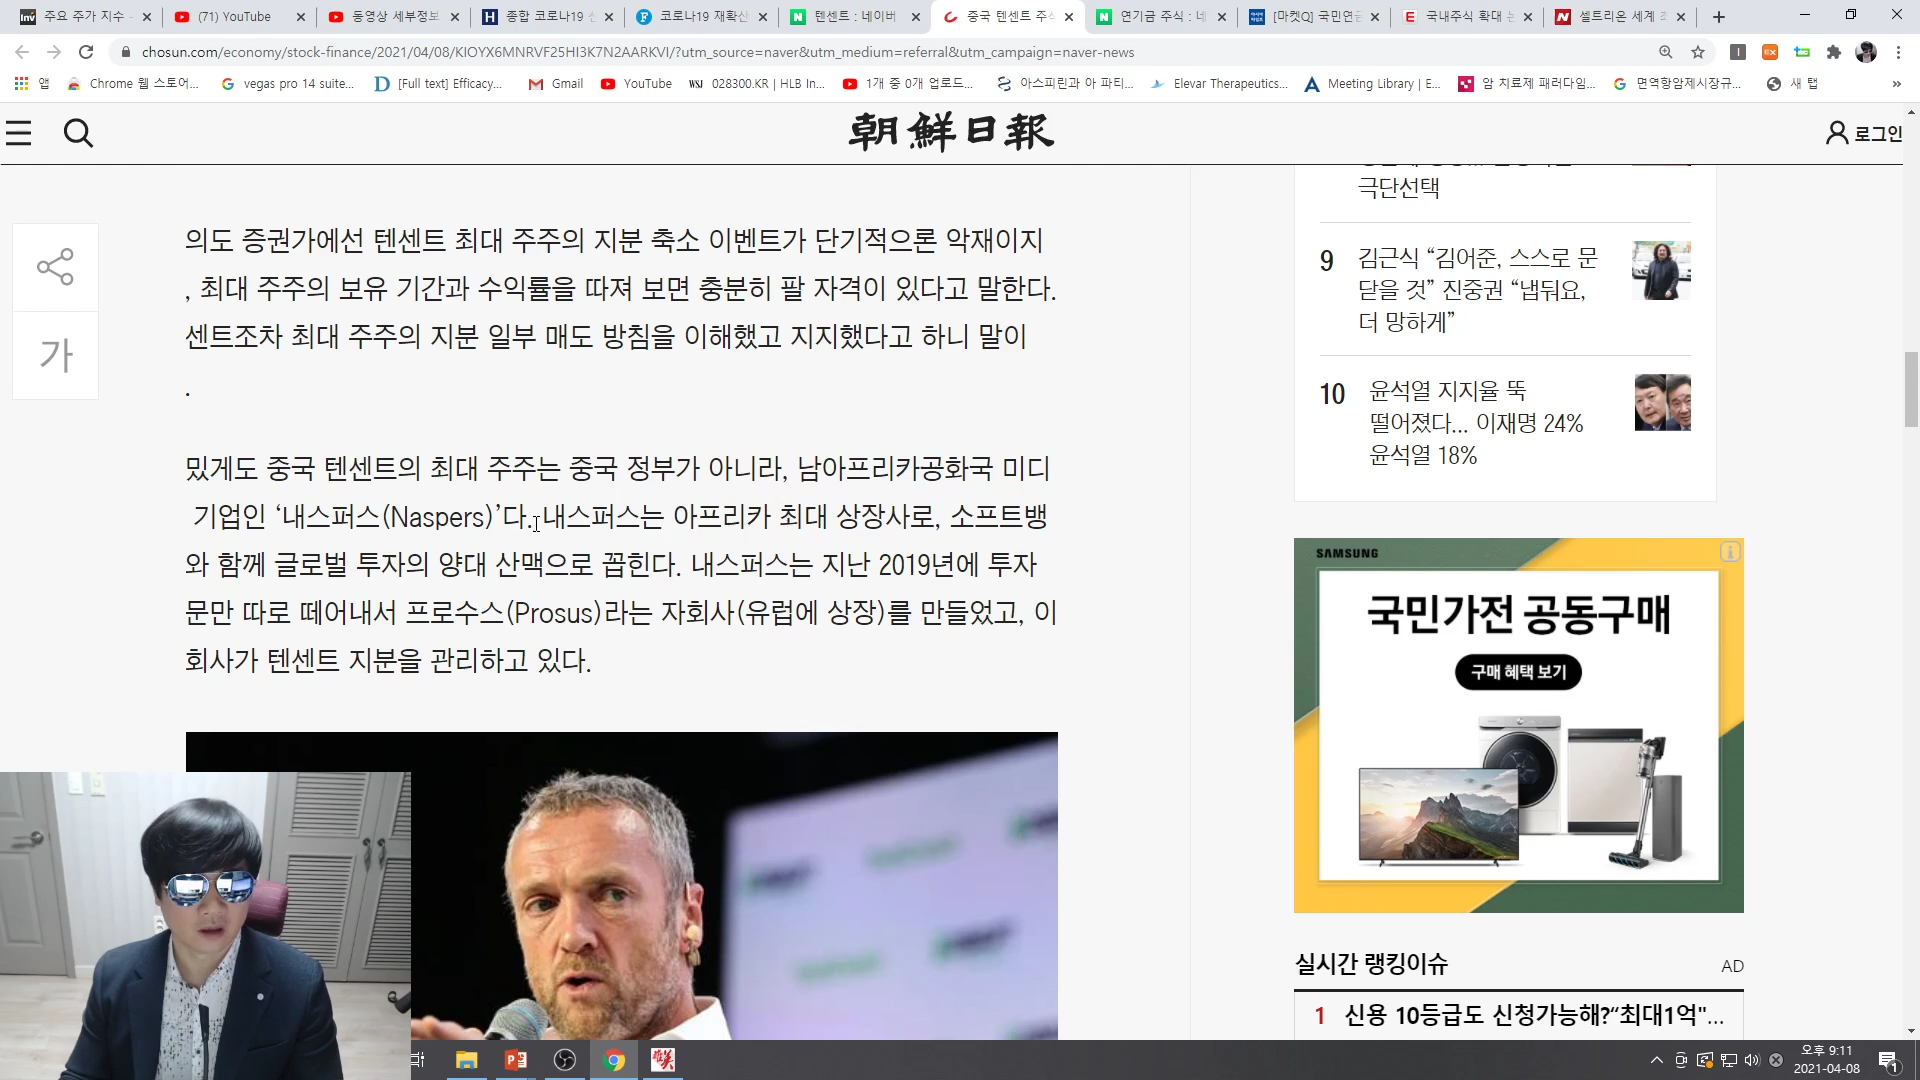 주요 주가 지수 -
(71) YouTube
동영상 세부정보
종합 코로나19
코로나19 재확산
텐센트 : 네이버
중국 텐센트 주식
연기금 주식 : 네
[마켓Q] 국민연금
국내주식 확대
셀트리온 세계
chosun.com/economy/stock-finance/2021/04/08/KIOYX6MNRVF25HI3K7N2AARKVI/?utm_source=naver&utm_medium=referral&utm_campaign=naver-news
앱
Chrome 웹 스토어...
vegas pro 14 suite...
[Full text] Efficacy...
Gmail
YouTube
WSJ 028300.KR | HLB In...
1개 중 0개 업로드...
아스피린과 아 파티...
Elevar Therapeutics...
Meeting Library | E...
암 치료제 패러다임...
면역항암제시장규...
새 탭
朝鮮日報
로그인
가
의도 증권가에선 텐센트 최대 주주의 지분 축소 이벤트가 단기적으론 악재이지
, 최대 주주의 보유 기간과 수익률을 따져 보면 충분히 팔 자격이 있다고 말한다.
센트조차 최대 주주의 지분 일부 매도 방침을 이해했고 지지했다고 하니 말이
.
밌게도 중국 텐센트의 최대 주주는 중국 정부가 아니라, 남아프리카공화국 미디
기업인 ‘내스퍼스(Naspers)’다. 내스퍼스는 아프리카 최대 상장사로, 소프트뱅
와 함께 글로벌 투자의 양대 산맥으로 꼽힌다. 내스퍼스는 지난 2019년에 투자
문만 따로 떼어내서 프로수스(Prosus)라는 자회사(유럽에 상장)를 만들었고, 이
회사가 텐센트 지분을 관리하고 있다.
극단선택
9 김근식 “김어준, 스스로 문
닫을 것” 진중권 “냅둬요,
더 망하게”
10 윤석열 지지율 뚝
떨어졌다... 이재명 24%
윤석열 18%
SAMSUNG
국민가전 공동구매
구매 혜택 보기
실시간 랭킹이슈
AD
1 신용 10등급도 신청가능해?“최대1억"...
오후 9:11
2021-04-08
1